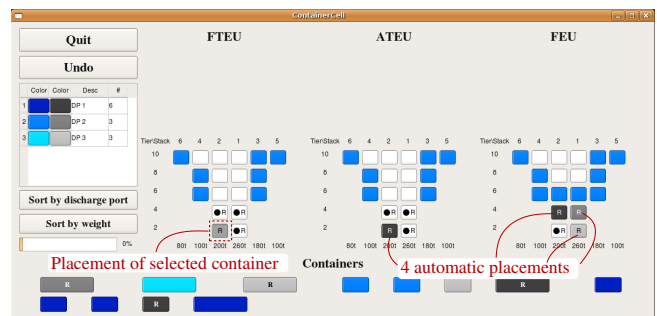 ContainerCell
Quit
Undo
Color Color Desc #
1 DP 1 6
2 DP 2 3
3 DP 3 3
Sort by discharge port
Sort by weight
0%
FTEU
Tier\Stack 6 4 2 1 3 5
10
8
6
4 R R
2 R R
80t 100t 200t 260t 180t 100t
ATEU
Tier\Stack 6 4 2 1 3 5
10
8
6
4 R R
2 R R
80t 100t 200t 260t 180t 100t
FEU
Tier\Stack 6 4 2 1 3 5
10
8
6
4 R R
2 R R
80t 100t 200t 260t 180t 100t
Placement of selected container
Containers
4 automatic placements
R R R
R